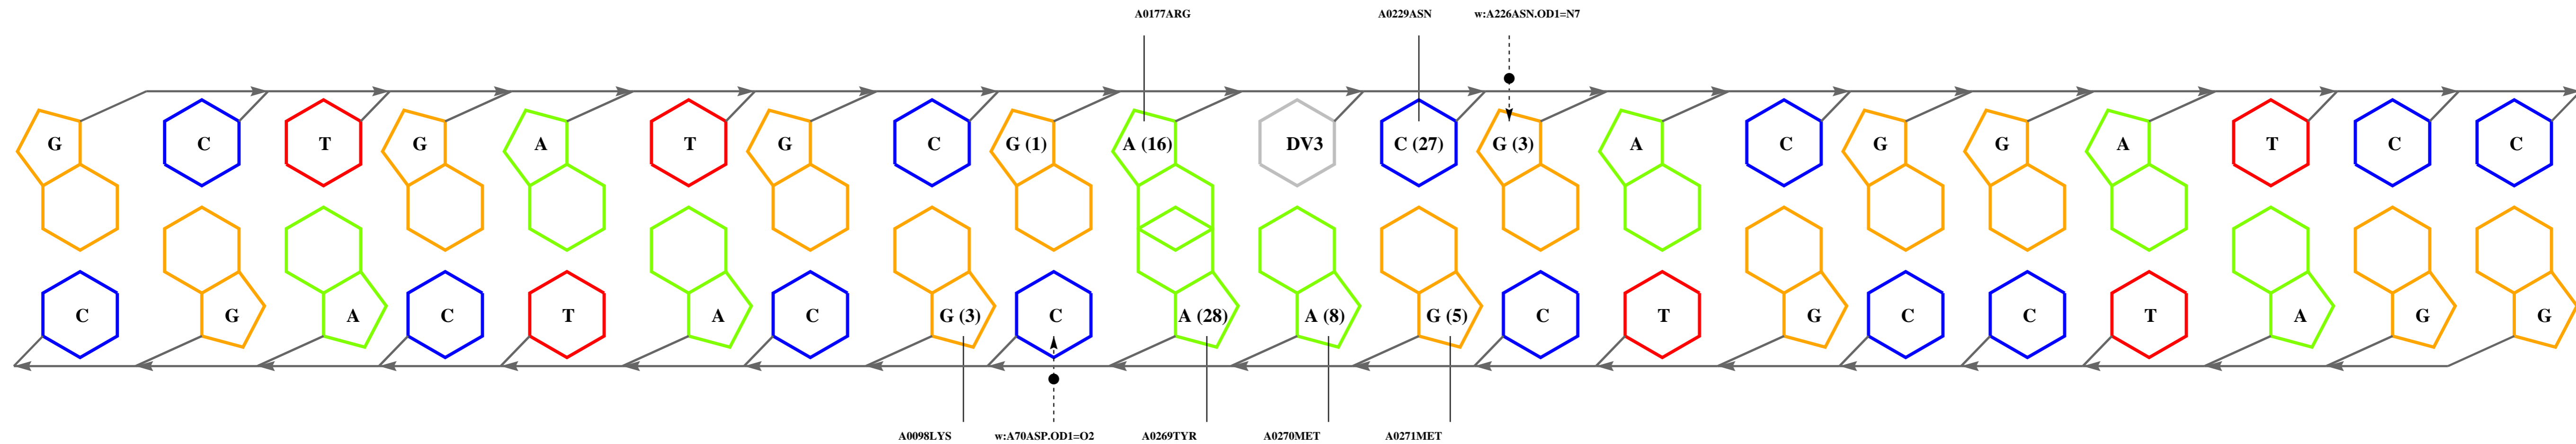 A0177ARG A0229ASN w:A226ASN.OD1=N7
G C T G A T G C G (1) A (16) DV3 C (27) G (3) A C G G A T C C
C G A C T A C G (3) C A (28) A (8) G (5) C T G C C T A G G
A0098LYS w:A70ASP.OD1=O2 A0269TYR A0270MET A0271MET